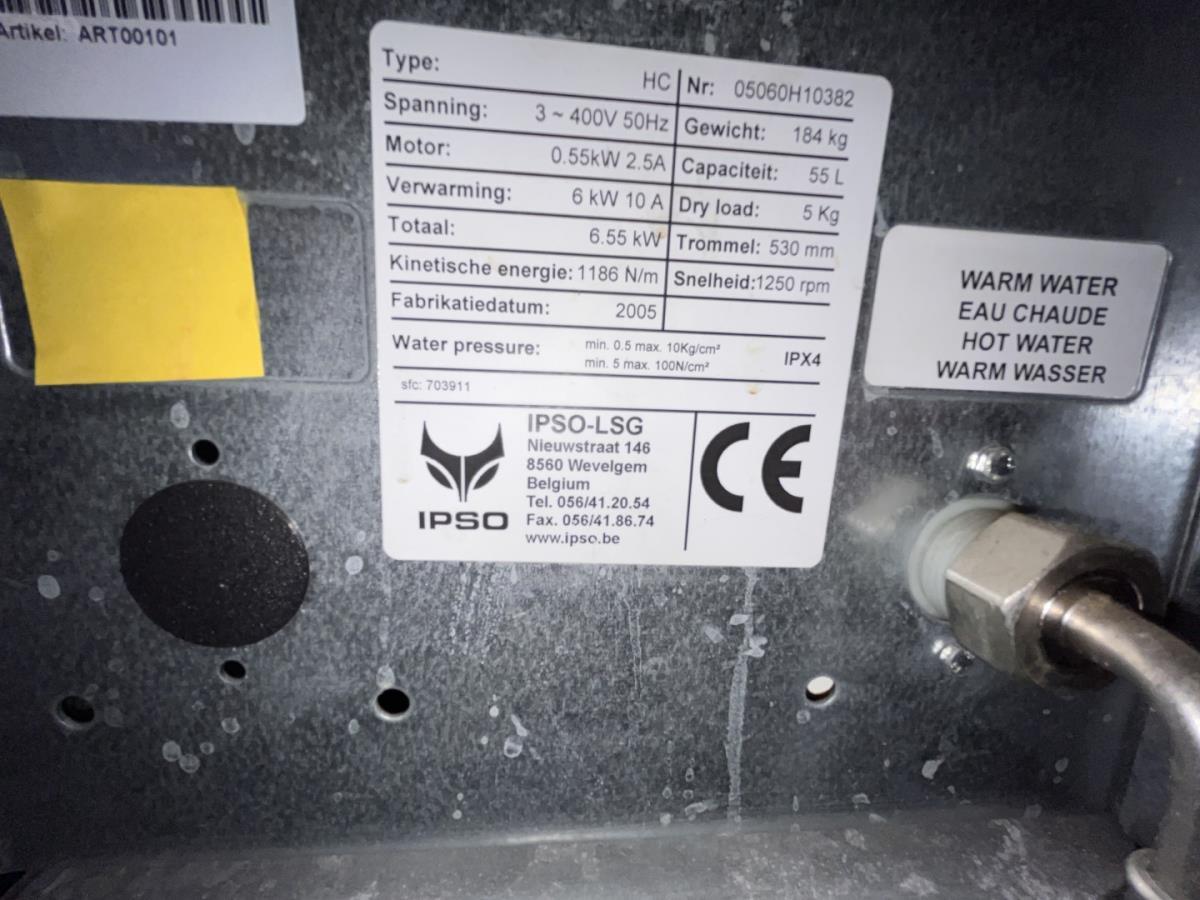 Artikel: ART00101
Type: HC
Nr: 05060H10382
Spanning: 3 ~ 400V 50Hz
Gewicht: 184 kg
Motor: 0.55kW 2.5A
Capaciteit: 55 L
Verwarming: 6 kW 10 A
Dry load: 5 Kg
Totaal: 6.55 kW
Trommel: 530 mm
Kinetische energie: 1186 N/m
Snelheid: 1250 rpm
Fabrikatiedatum: 2005
Water pressure: min. 0.5 max. 10Kg/cm²
min. 5 max. 100N/cm²
IPX4
sfc: 703911
IPSO
IPSO-LSG
Nieuwstraat 146
8560 Wevelgem
Belgium
Tel. 056/41.20.54
Fax. 056/41.86.74
www.ipso.be
CE
WARM WATER
EAU CHAUDE
HOT WATER
WARM WASSER